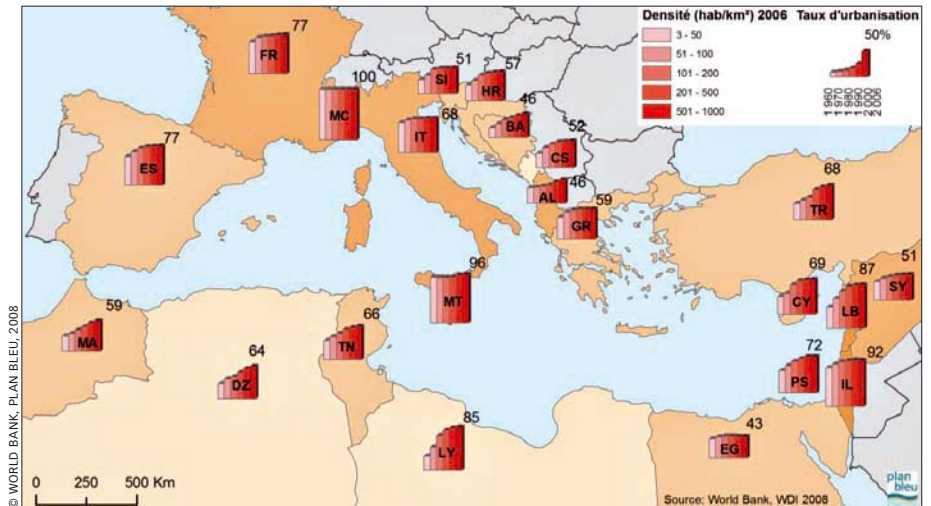 Densité (hab/km²) 2006
3 - 50
51 - 100
101 - 200
201 - 500
501 - 1000
Taux d'urbanisation
50%
1960
1970
1980
1990
2000
2006
77
FR
100
MC
51
SI
57
HR
46
BA
68
IT
52
CS
46
AL
59
GR
77
ES
68
TR
96
MT
69
CY
87
LB
51
SY
59
MA
66
TN
64
DZ
72
PS
92
IL
85
LY
43
EG
0 250 500 Km
plan
bleu
Source: World Bank, WDI 2008
© WORLD BANK, PLAN BLEU, 2008